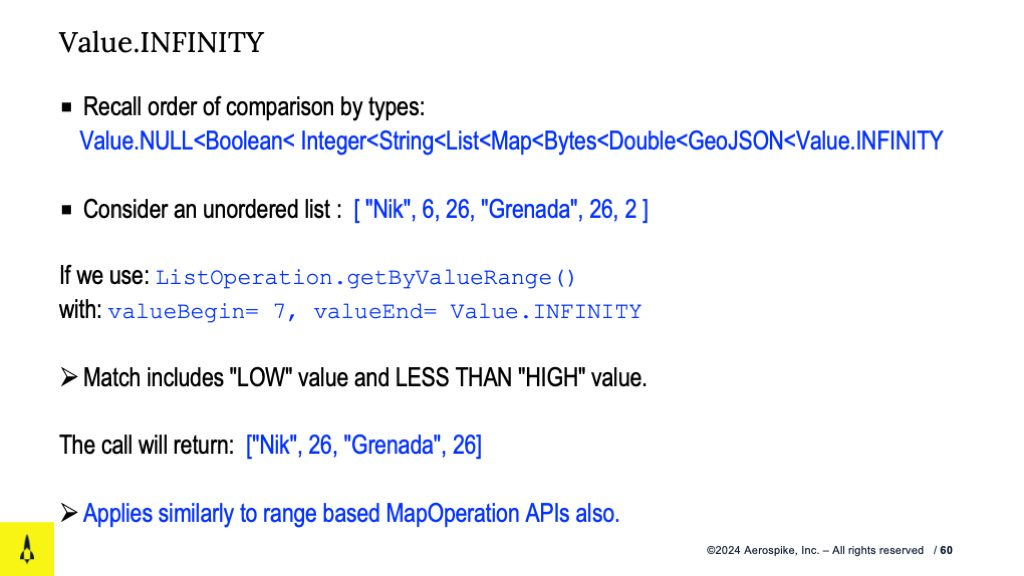 Value.INFINITY
▪ Recall order of comparison by types:
Value.NULL<Boolean< Integer<String<List<Map<Bytes<Double<GeoJSON<Value.INFINITY
▪ Consider an unordered list :  [ "Nik", 6, 26, "Grenada", 26, 2 ]
If we use: ListOperation.getByValueRange()
with: valueBegin= 7, valueEnd= Value.INFINITY
➢ Match includes "LOW" value and LESS THAN "HIGH" value.
The call will return:  ["Nik", 26, "Grenada", 26]
➢ Applies similarly to range based MapOperation APIs also.
©2024 Aerospike, Inc. – All rights reserved / 60